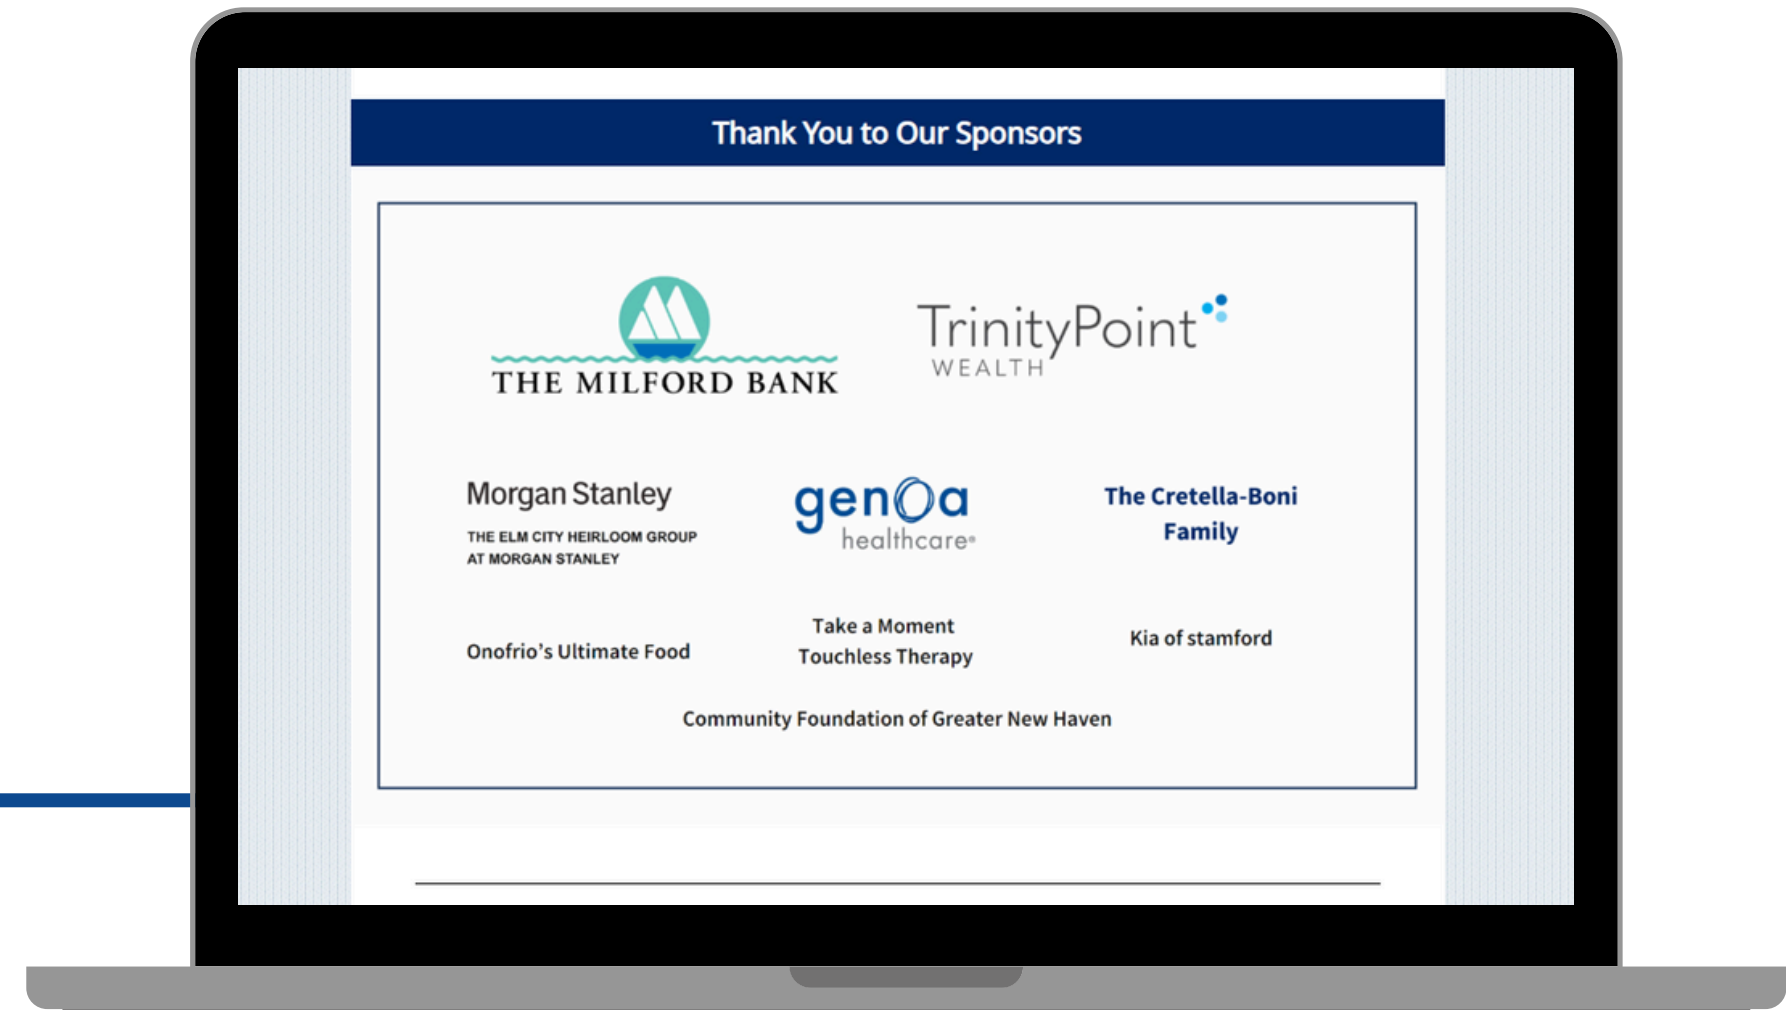 Thank You to Our Sponsors
THE MILFORD BANK
TrinityPoint
WEALTH
Morgan Stanley
THE ELM CITY HEIRLOOM GROUP
AT MORGAN STANLEY
genOa
healthcare®
The Cretella-Boni
Family
Onofrio's Ultimate Food
Take a Moment
Touchless Therapy
Kia of stamford
Community Foundation of Greater New Haven